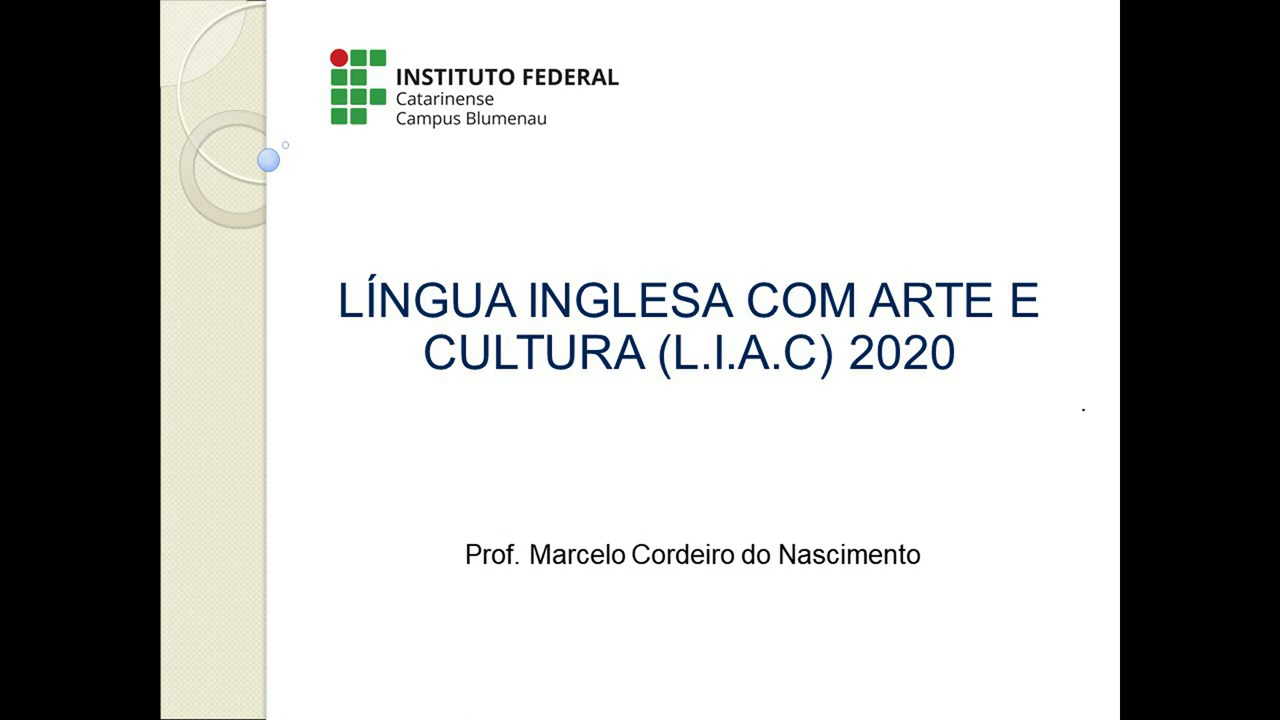 INSTITUTO FEDERAL
Catarinense
Campus Blumenau
LÍNGUA INGLESA COM ARTE E
CULTURA (L.I.A.C) 2020
.
Prof. Marcelo Cordeiro do Nascimento